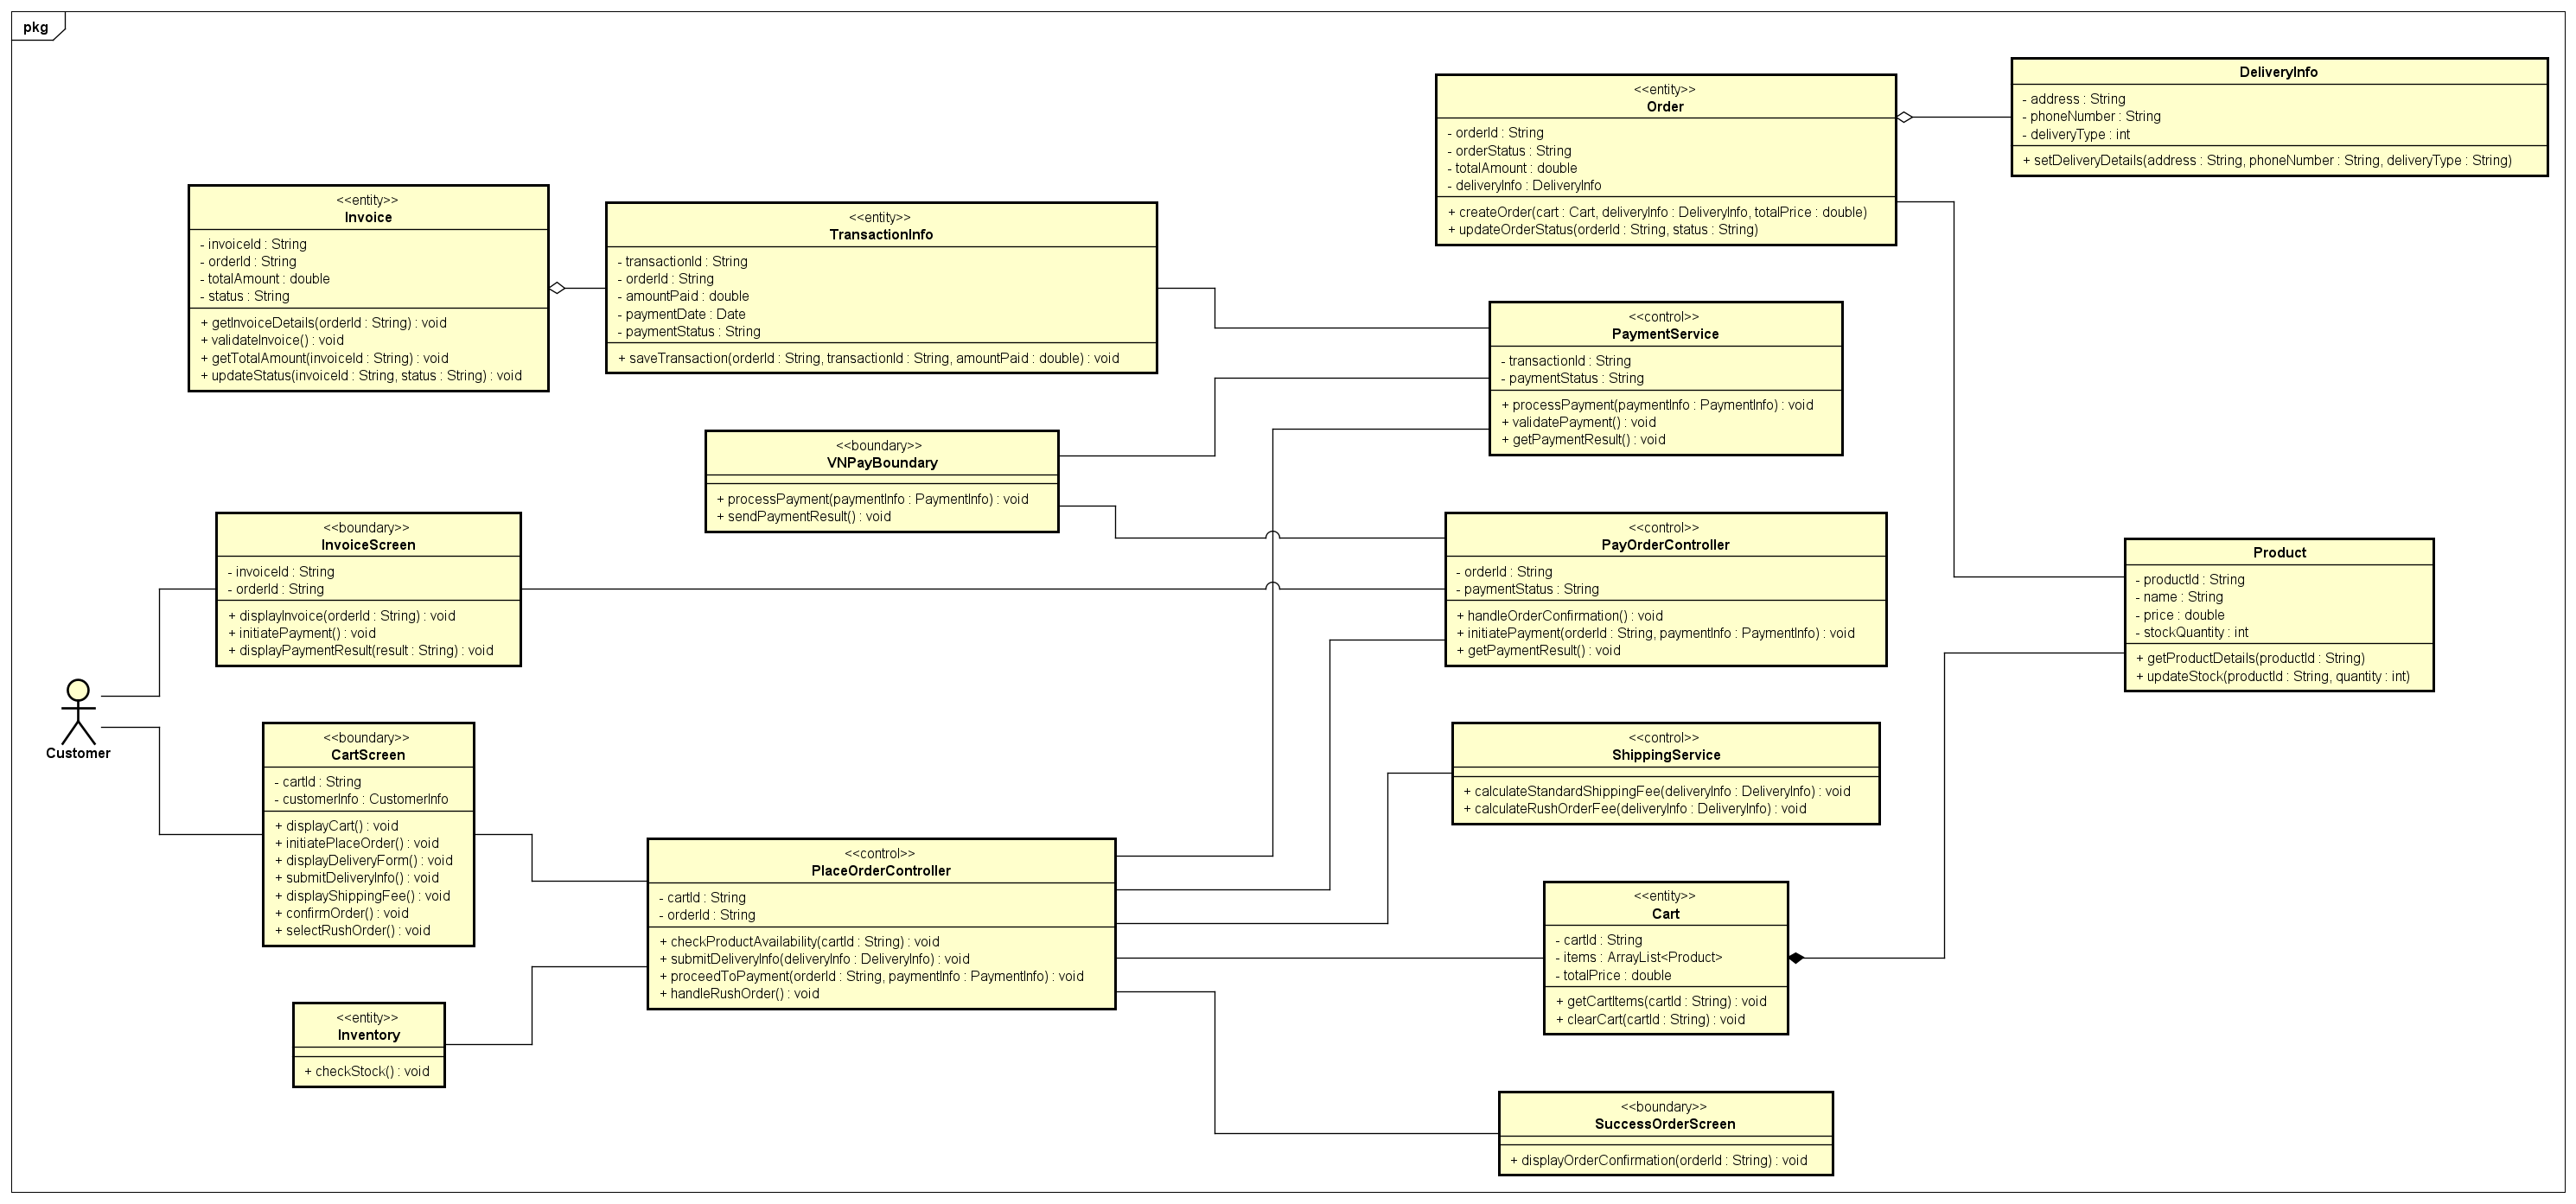 pkg
<<entity>>
Invoice
- invoiceId : String
- orderId : String
- totalAmount : double
- status : String
+ getInvoiceDetails(orderId : String) : void
+ validateInvoice() : void
+ getTotalAmount(invoiceId : String) : void
+ updateStatus(invoiceId : String, status : String) : void
<<entity>>
TransactionInfo
- transactionId : String
- orderId : String
- amountPaid : double
- paymentDate : Date
- paymentStatus : String
+ saveTransaction(orderId : String, transactionId : String, amountPaid : double) : void
<<entity>>
Order
- orderId : String
- orderStatus : String
- totalAmount : double
- deliveryInfo : DeliveryInfo
+ createOrder(cart : Cart, deliveryInfo : DeliveryInfo, totalPrice : double)
+ updateOrderStatus(orderId : String, status : String)
DeliveryInfo
- address : String
- phoneNumber : String
- deliveryType : int
+ setDeliveryDetails(address : String, phoneNumber : String, deliveryType : String)
<<control>>
PaymentService
- transactionId : String
- paymentStatus : String
+ processPayment(paymentInfo : PaymentInfo) : void
+ validatePayment() : void
+ getPaymentResult() : void
<<boundary>>
VNPayBoundary
+ processPayment(paymentInfo : PaymentInfo) : void
+ sendPaymentResult() : void
<<boundary>>
InvoiceScreen
- invoiceId : String
- orderId : String
+ displayInvoice(orderId : String) : void
+ initiatePayment() : void
+ displayPaymentResult(result : String) : void
<<control>>
PayOrderController
- orderId : String
- paymentStatus : String
+ handleOrderConfirmation() : void
+ initiatePayment(orderId : String, paymentInfo : PaymentInfo) : void
+ getPaymentResult() : void
Product
- productId : String
- name : String
- price : double
- stockQuantity : int
+ getProductDetails(productId : String)
+ updateStock(productId : String, quantity : int)
Customer
<<boundary>>
CartScreen
- cartId : String
- customerInfo : CustomerInfo
+ displayCart() : void
+ initiatePlaceOrder() : void
+ displayDeliveryForm() : void
+ submitDeliveryInfo() : void
+ displayShippingFee() : void
+ confirmOrder() : void
+ selectRushOrder() : void
<<control>>
ShippingService
+ calculateStandardShippingFee(deliveryInfo : DeliveryInfo) : void
+ calculateRushOrderFee(deliveryInfo : DeliveryInfo) : void
<<control>>
PlaceOrderController
- cartId : String
- orderId : String
+ checkProductAvailability(cartId : String) : void
+ submitDeliveryInfo(deliveryInfo : DeliveryInfo) : void
+ proceedToPayment(orderId : String, paymentInfo : PaymentInfo) : void
+ handleRushOrder() : void
<<entity>>
Cart
- cartId : String
- items : ArrayList<Product>
- totalPrice : double
+ getCartItems(cartId : String) : void
+ clearCart(cartId : String) : void
<<entity>>
Inventory
+ checkStock() : void
<<boundary>>
SuccessOrderScreen
+ displayOrderConfirmation(orderId : String) : void